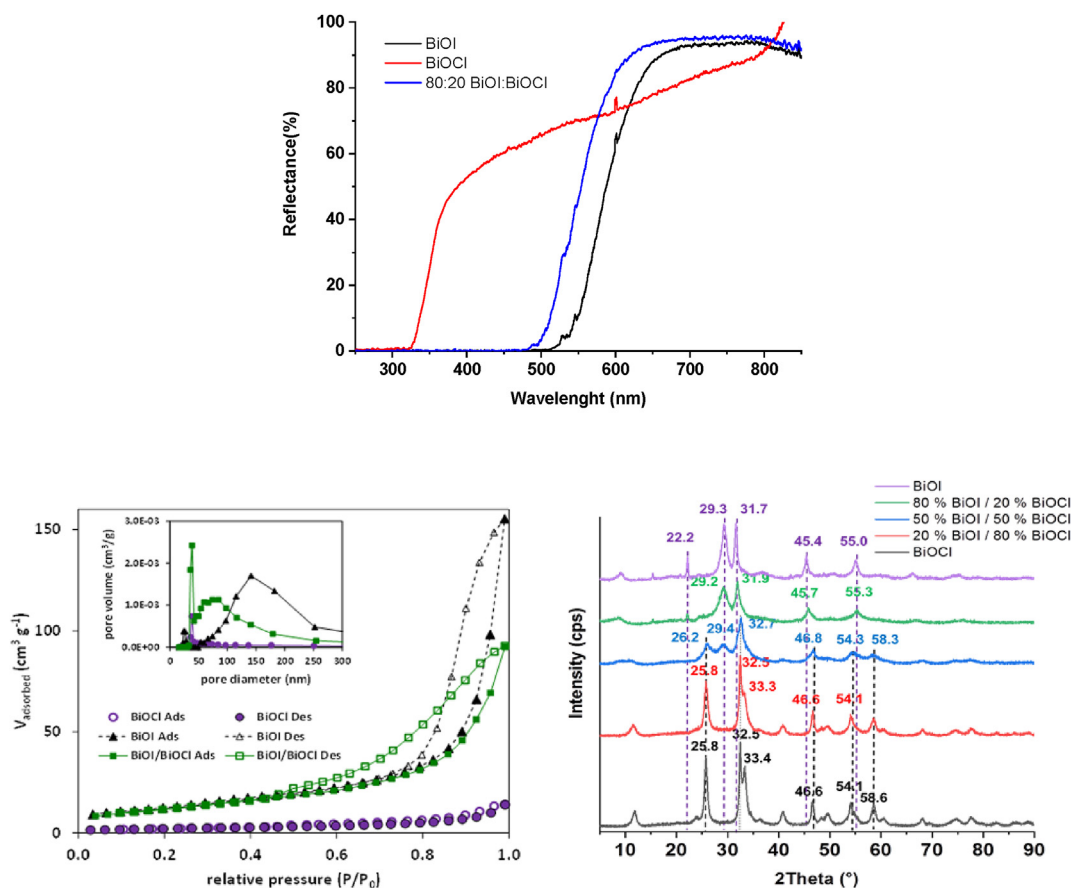 100
80
60
40
20
0
Reflectance(%)
BiOI
BiOCl
80:20 BiOI:BiOCl
300 400 500 600 700 800
Wavelenght (nm)
150
100
50
0
V adsorbed (cm³ g⁻¹)
3.0E-03
2.0E-03
1.0E-03
0.0E+00
pore volume (cm³/g)
0 50 100 150 200 250 300
pore diameter (nm)
BiOCl Ads BiOCl Des
BiOI Ads BiOI Des
BiOI/BiOCl Ads BiOI/BiOCl Des
0.0 0.2 0.4 0.6 0.8 1.0
relative pressure (P/P₀)
BiOI
80 % BiOI / 20 % BiOCl
50 % BiOI / 50 % BiOCl
20 % BiOI / 80 % BiOCl
BiOCl
Intensity (cps)
22.2 29.3 31.7 45.4 55.0
29.2 31.9 45.7 55.3
26.2 29.4 32.7 46.8 54.3 58.3
25.8 32.5 33.3 46.6 54.1
25.8 32.5 33.4 46.6 54.1 58.6
10 20 30 40 50 60 70 80 90
2Theta (°)